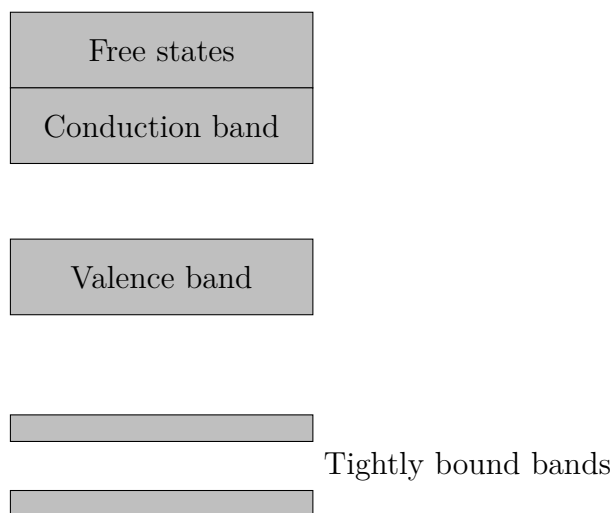 Free states
Conduction band
Valence band
Tightly bound bands